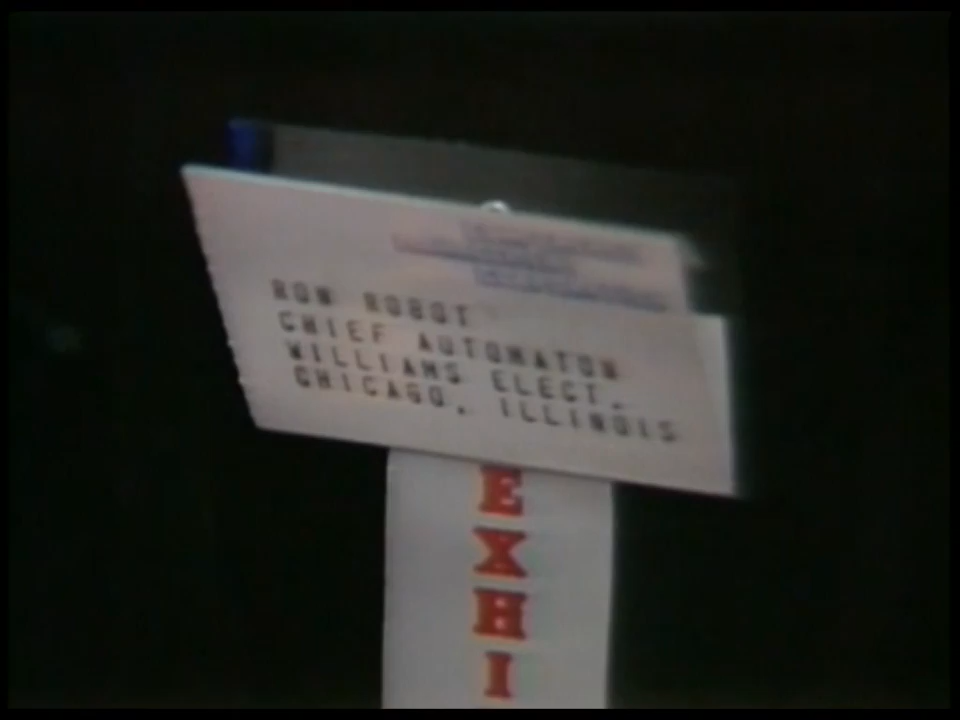 RON ROBOT
CHIEF AUTOMATON
WILLIAMS ELECT.
CHICAGO, ILLINOIS
EXHI